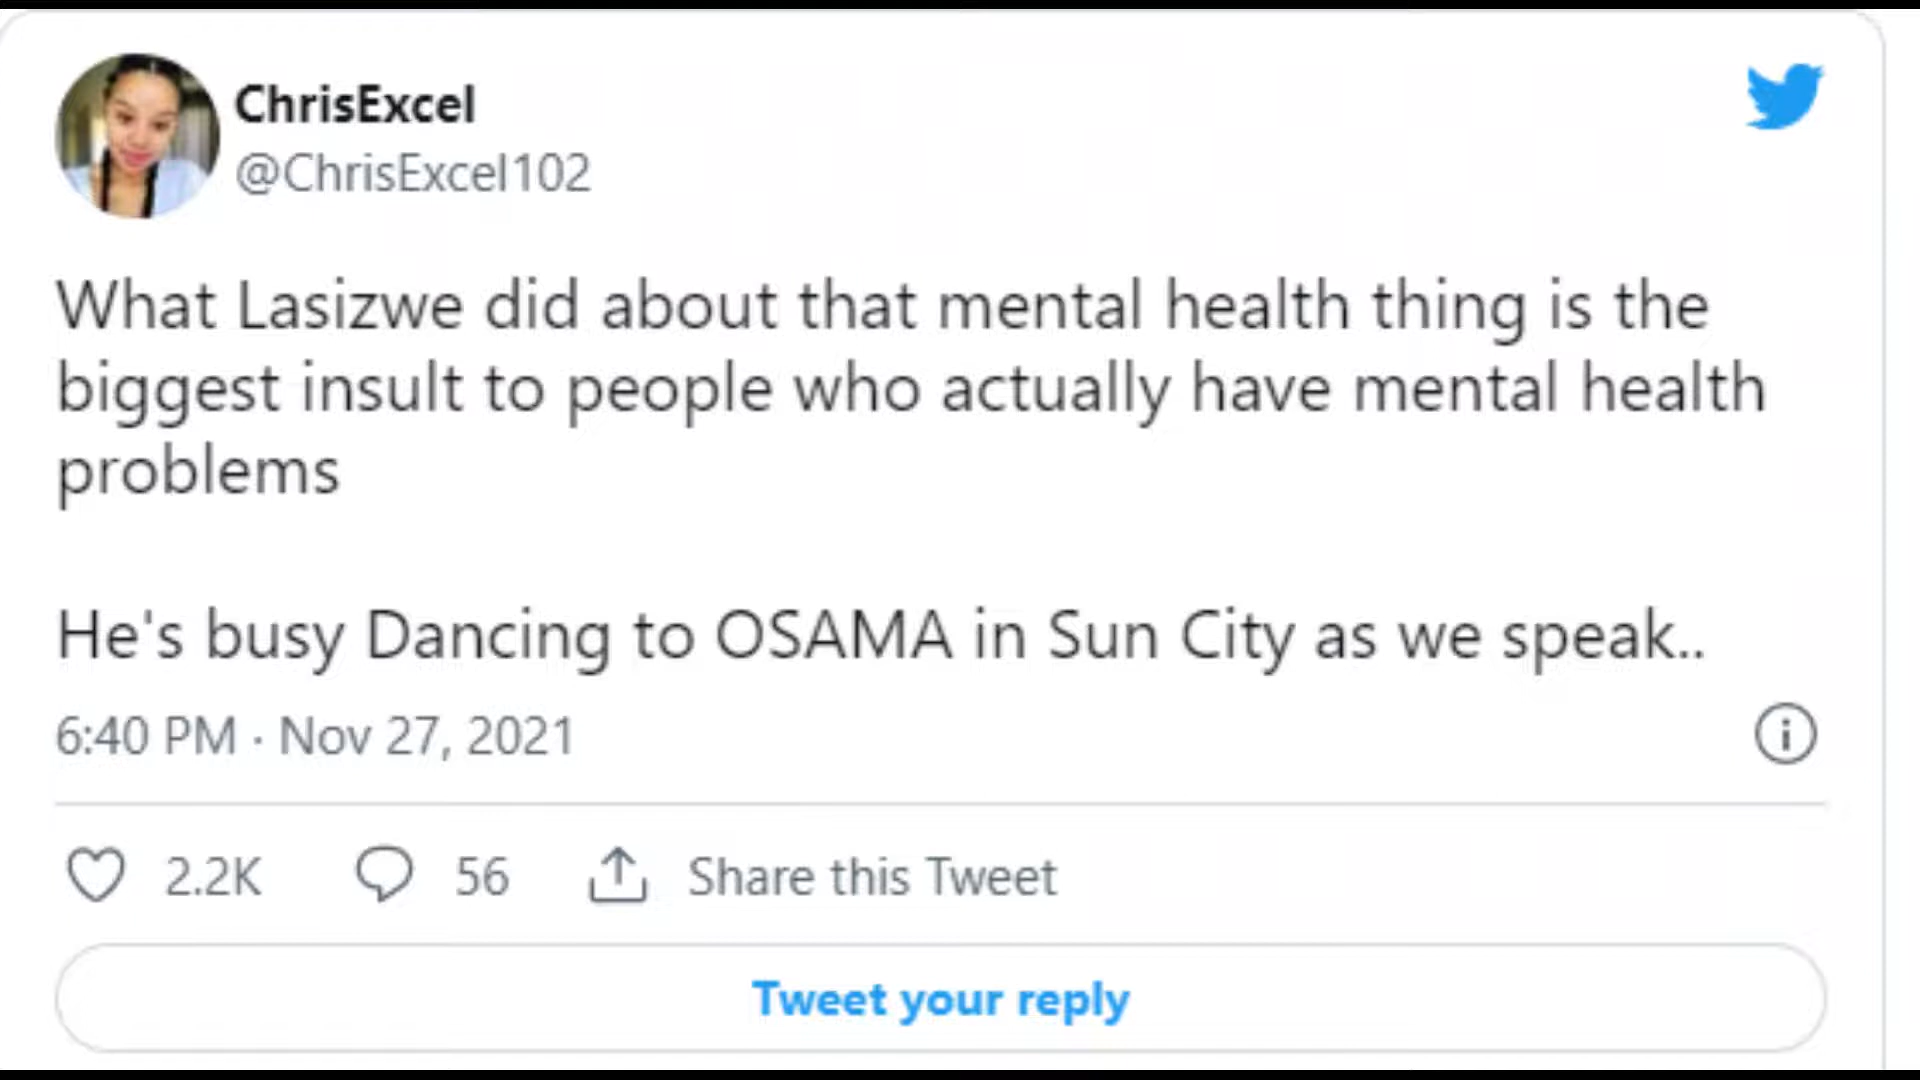 ChrisExcel
@ChrisExcel102
What Lasizwe did about that mental health thing is the
biggest insult to people who actually have mental health
problems
He's busy Dancing to OSAMA in Sun City as we speak..
6:40 PM · Nov 27, 2021
2.2K 56 Share this Tweet
Tweet your reply